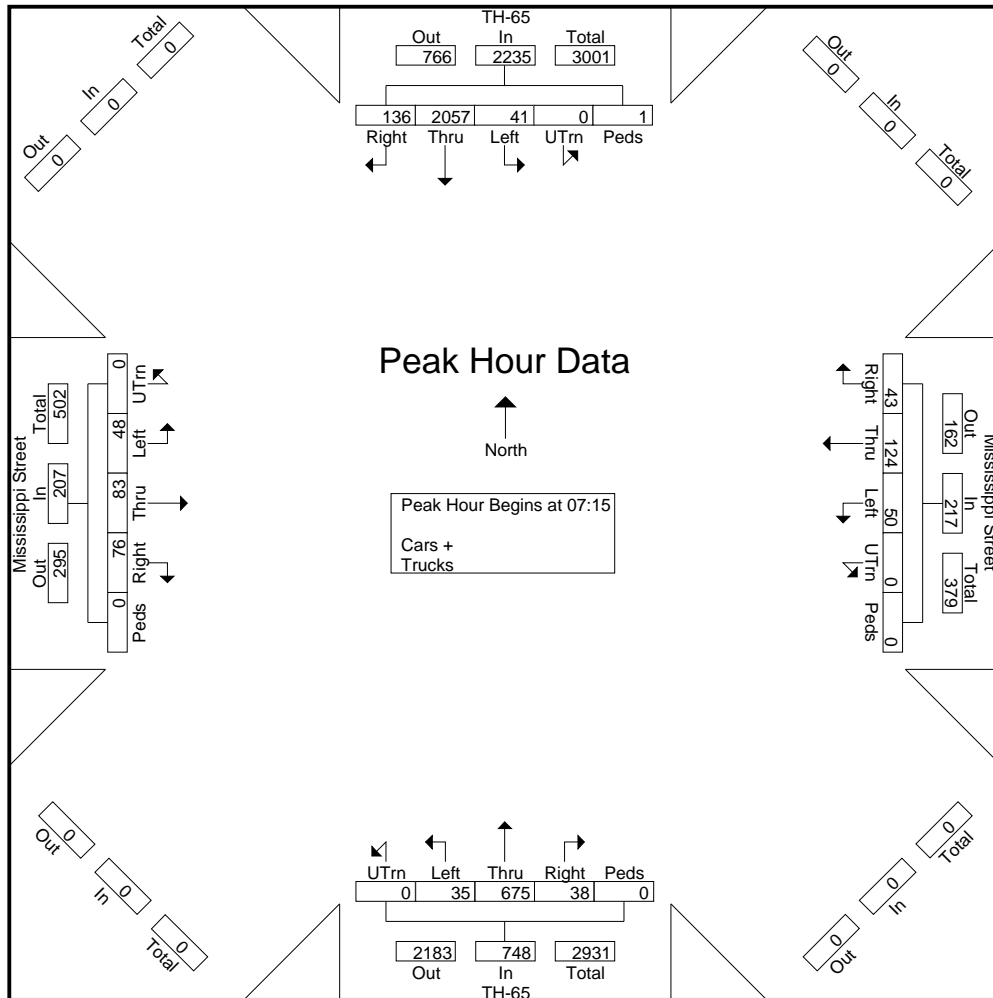 TH-65
Out In Total
766 2235 3001
136 2057 41 0 1
Right Thru Left UTrn Peds
Total
0
In
0
Out
0
Out
0
In
0
Total
0
Peak Hour Data
North
Peak Hour Begins at 07:15
Cars +
Trucks
Mississippi Street
Out In Total
295 207 502
0 76 83 48 0
Peds Right Thru Left UTrn
Mississippi Street
Out In Total
162 217 379
43 124 50 0 0
Right Thru Left UTrn Peds
Out
0
In
0
Total
0
Total
0
In
0
Out
0
UTrn Left Thru Right Peds
0 35 675 38 0
2183 748 2931
Out In Total
TH-65